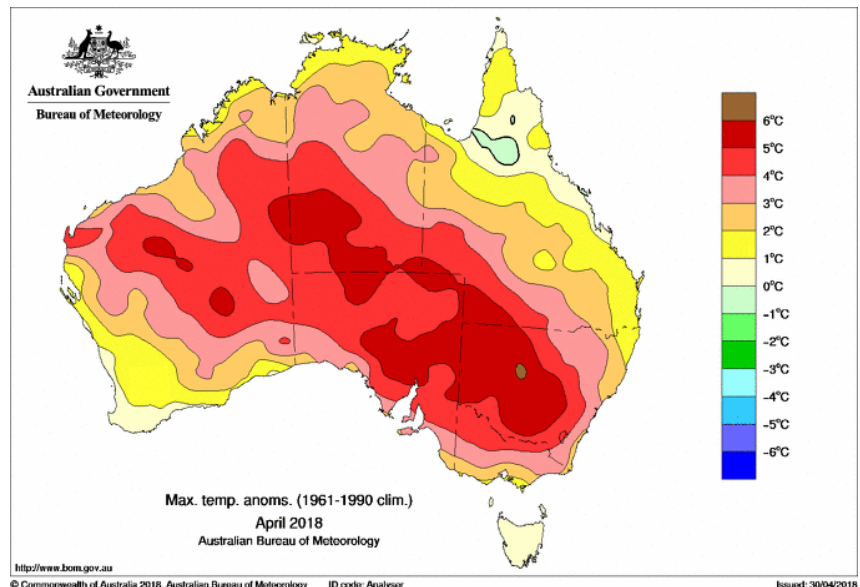 Australian Government
Bureau of Meteorology
6°C
5°C
4°C
3°C
2°C
1°C
0°C
-1°C
-2°C
-3°C
-4°C
-5°C
-6°C
Max. temp. anoms. (1961-1990 clim.)
April 2018
Australian Bureau of Meteorology
http://www.bom.gov.au
© Commonwealth of Australia 2018, Australian Bureau of Meteorology ID code: Analyser Issued: 30/04/2018